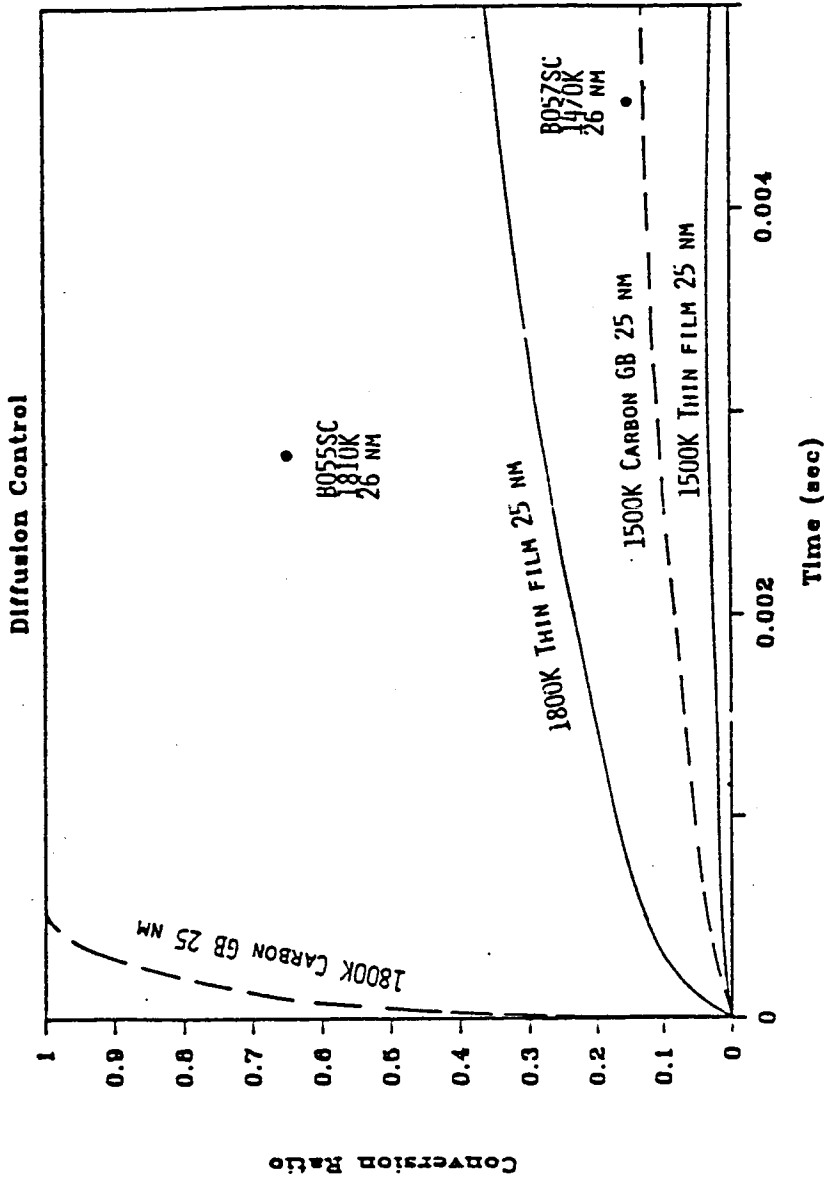 Diffusion Control
Conversion Ratio
1
0.9
0.8
0.7
0.6
0.5
0.4
0.3
0.2
0.1
0
1800K CARBON GB 25 NM
B055SC
1810K
26 NM
1800K THIN FILM 25 NM
B057SC
1470K
26 NM
1500K CARBON GB 25 NM
1500K THIN FILM 25 NM
0
0.002
0.004
Time (sec)